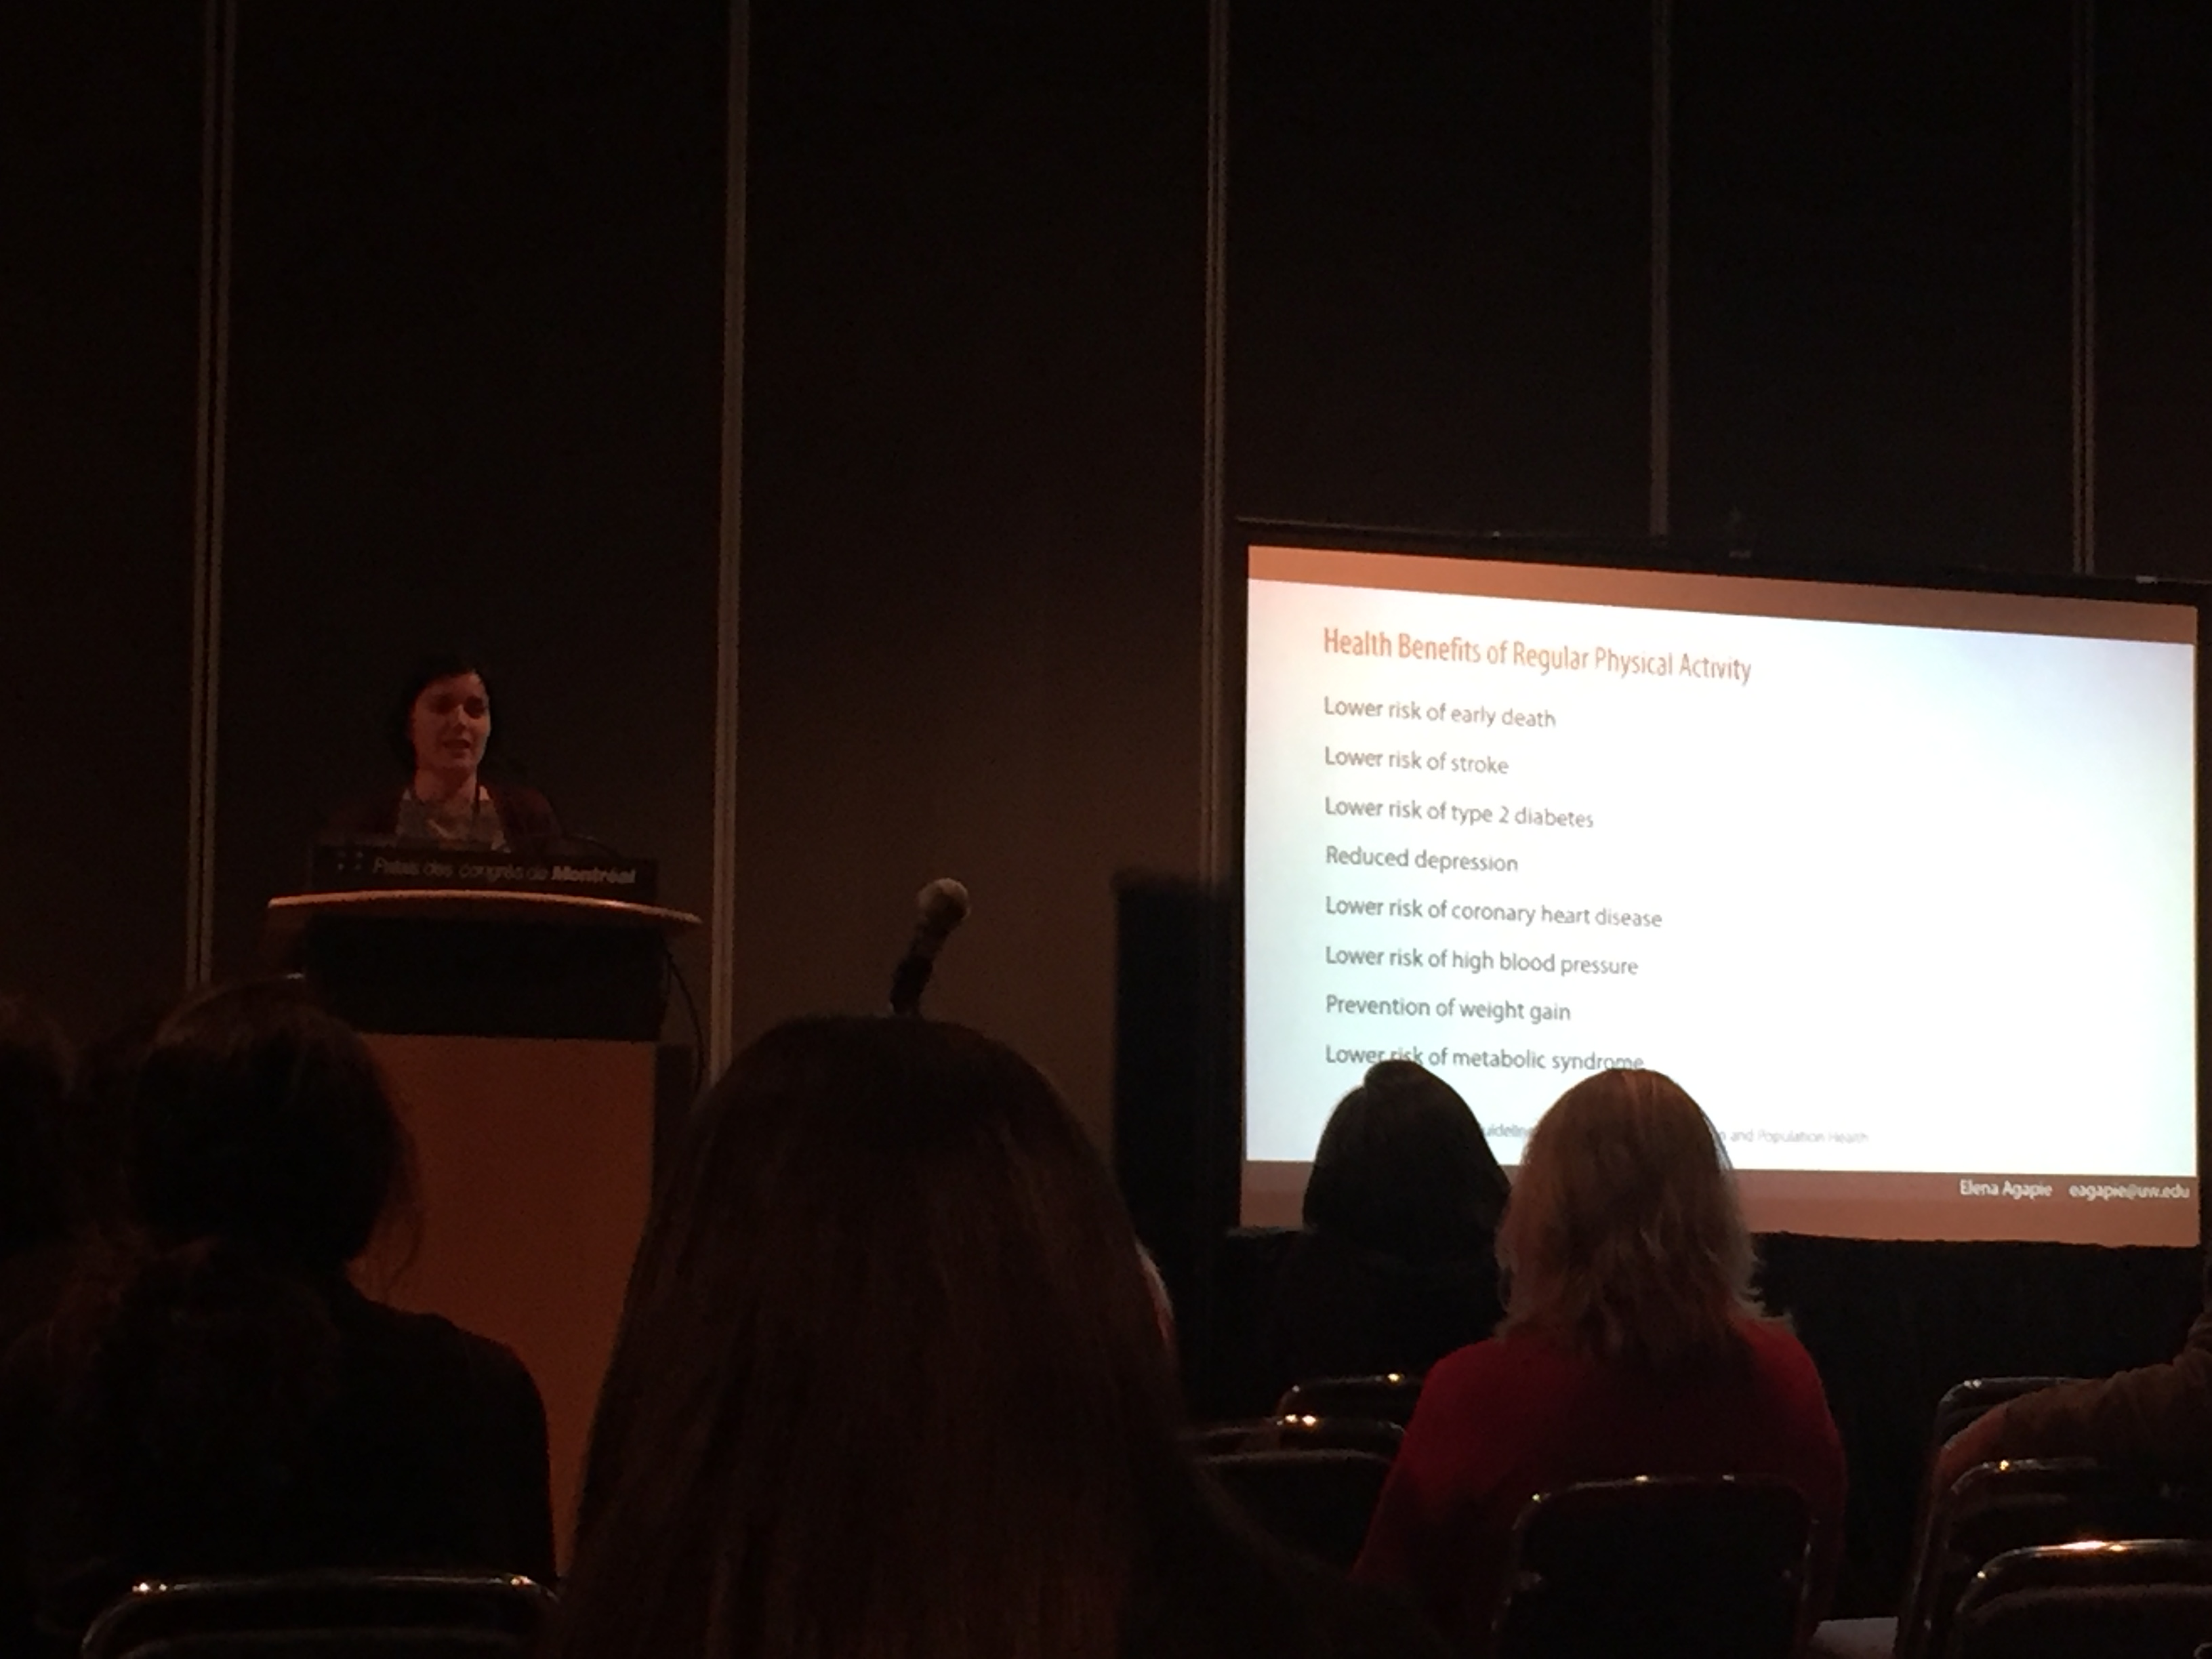 Palais des congrès de Montréal
Health Benefits of Regular Physical Activity
Lower risk of early death
Lower risk of stroke
Lower risk of type 2 diabetes
Reduced depression
Lower risk of coronary heart disease
Lower risk of high blood pressure
Prevention of weight gain
Lower risk of metabolic syndrome
and Population Health
Elena Agapie eagapie@uw.edu